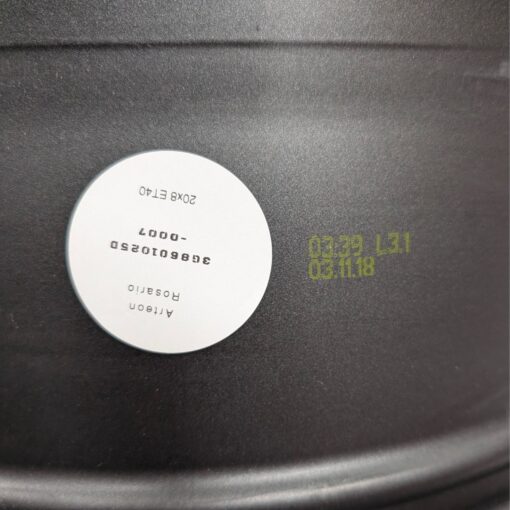 Arteon
Rosario
3G8601025D
-0007
20x8 ET40
03:39 L3.1
03.11.18